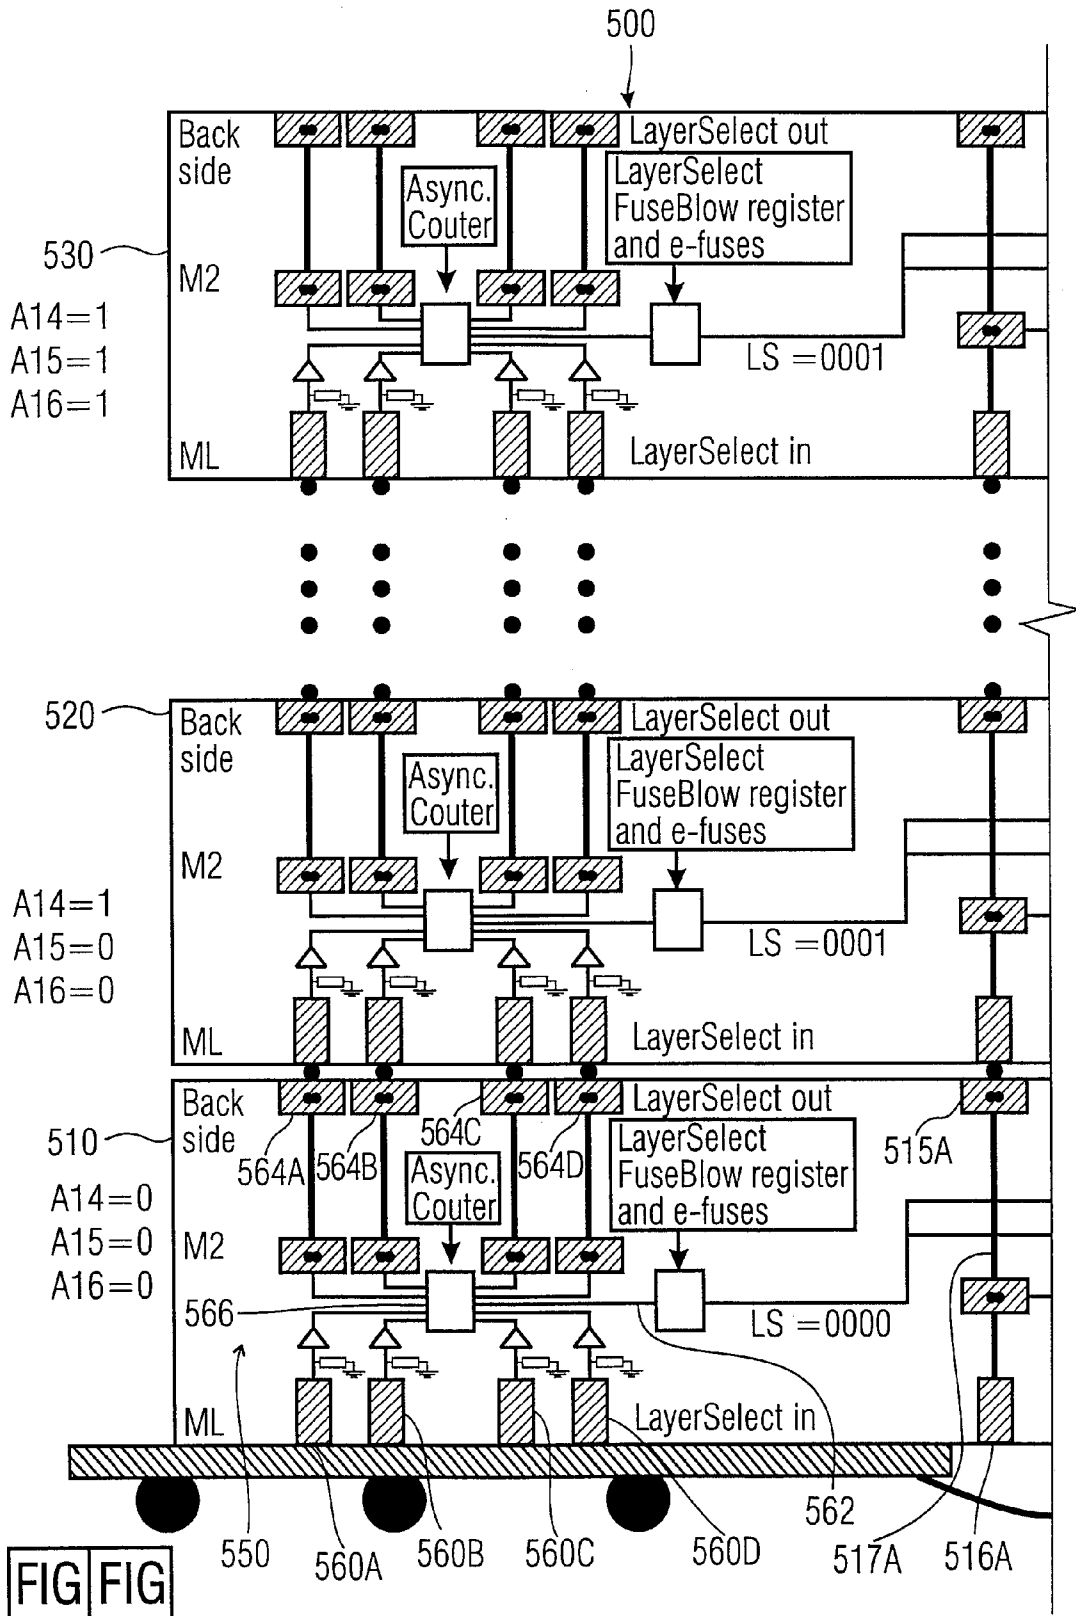 500
Back
side
LayerSelect out
Async.
Couter
LayerSelect
FuseBlow register
and e-fuses
530
M2
A14=1
A15=1
A16=1
LS =0001
ML
LayerSelect in
520
Back
side
LayerSelect out
Async.
Couter
LayerSelect
FuseBlow register
and e-fuses
M2
A14=1
A15=0
A16=0
LS =0001
ML
LayerSelect in
510
Back
side
LayerSelect out
564A
564B
564C
564D
515A
Async.
Couter
LayerSelect
FuseBlow register
and e-fuses
A14=0
A15=0
A16=0
M2
566
LS =0000
ML
LayerSelect in
550
560A
560B
560C
560D
562
517A
516A
FIG FIG